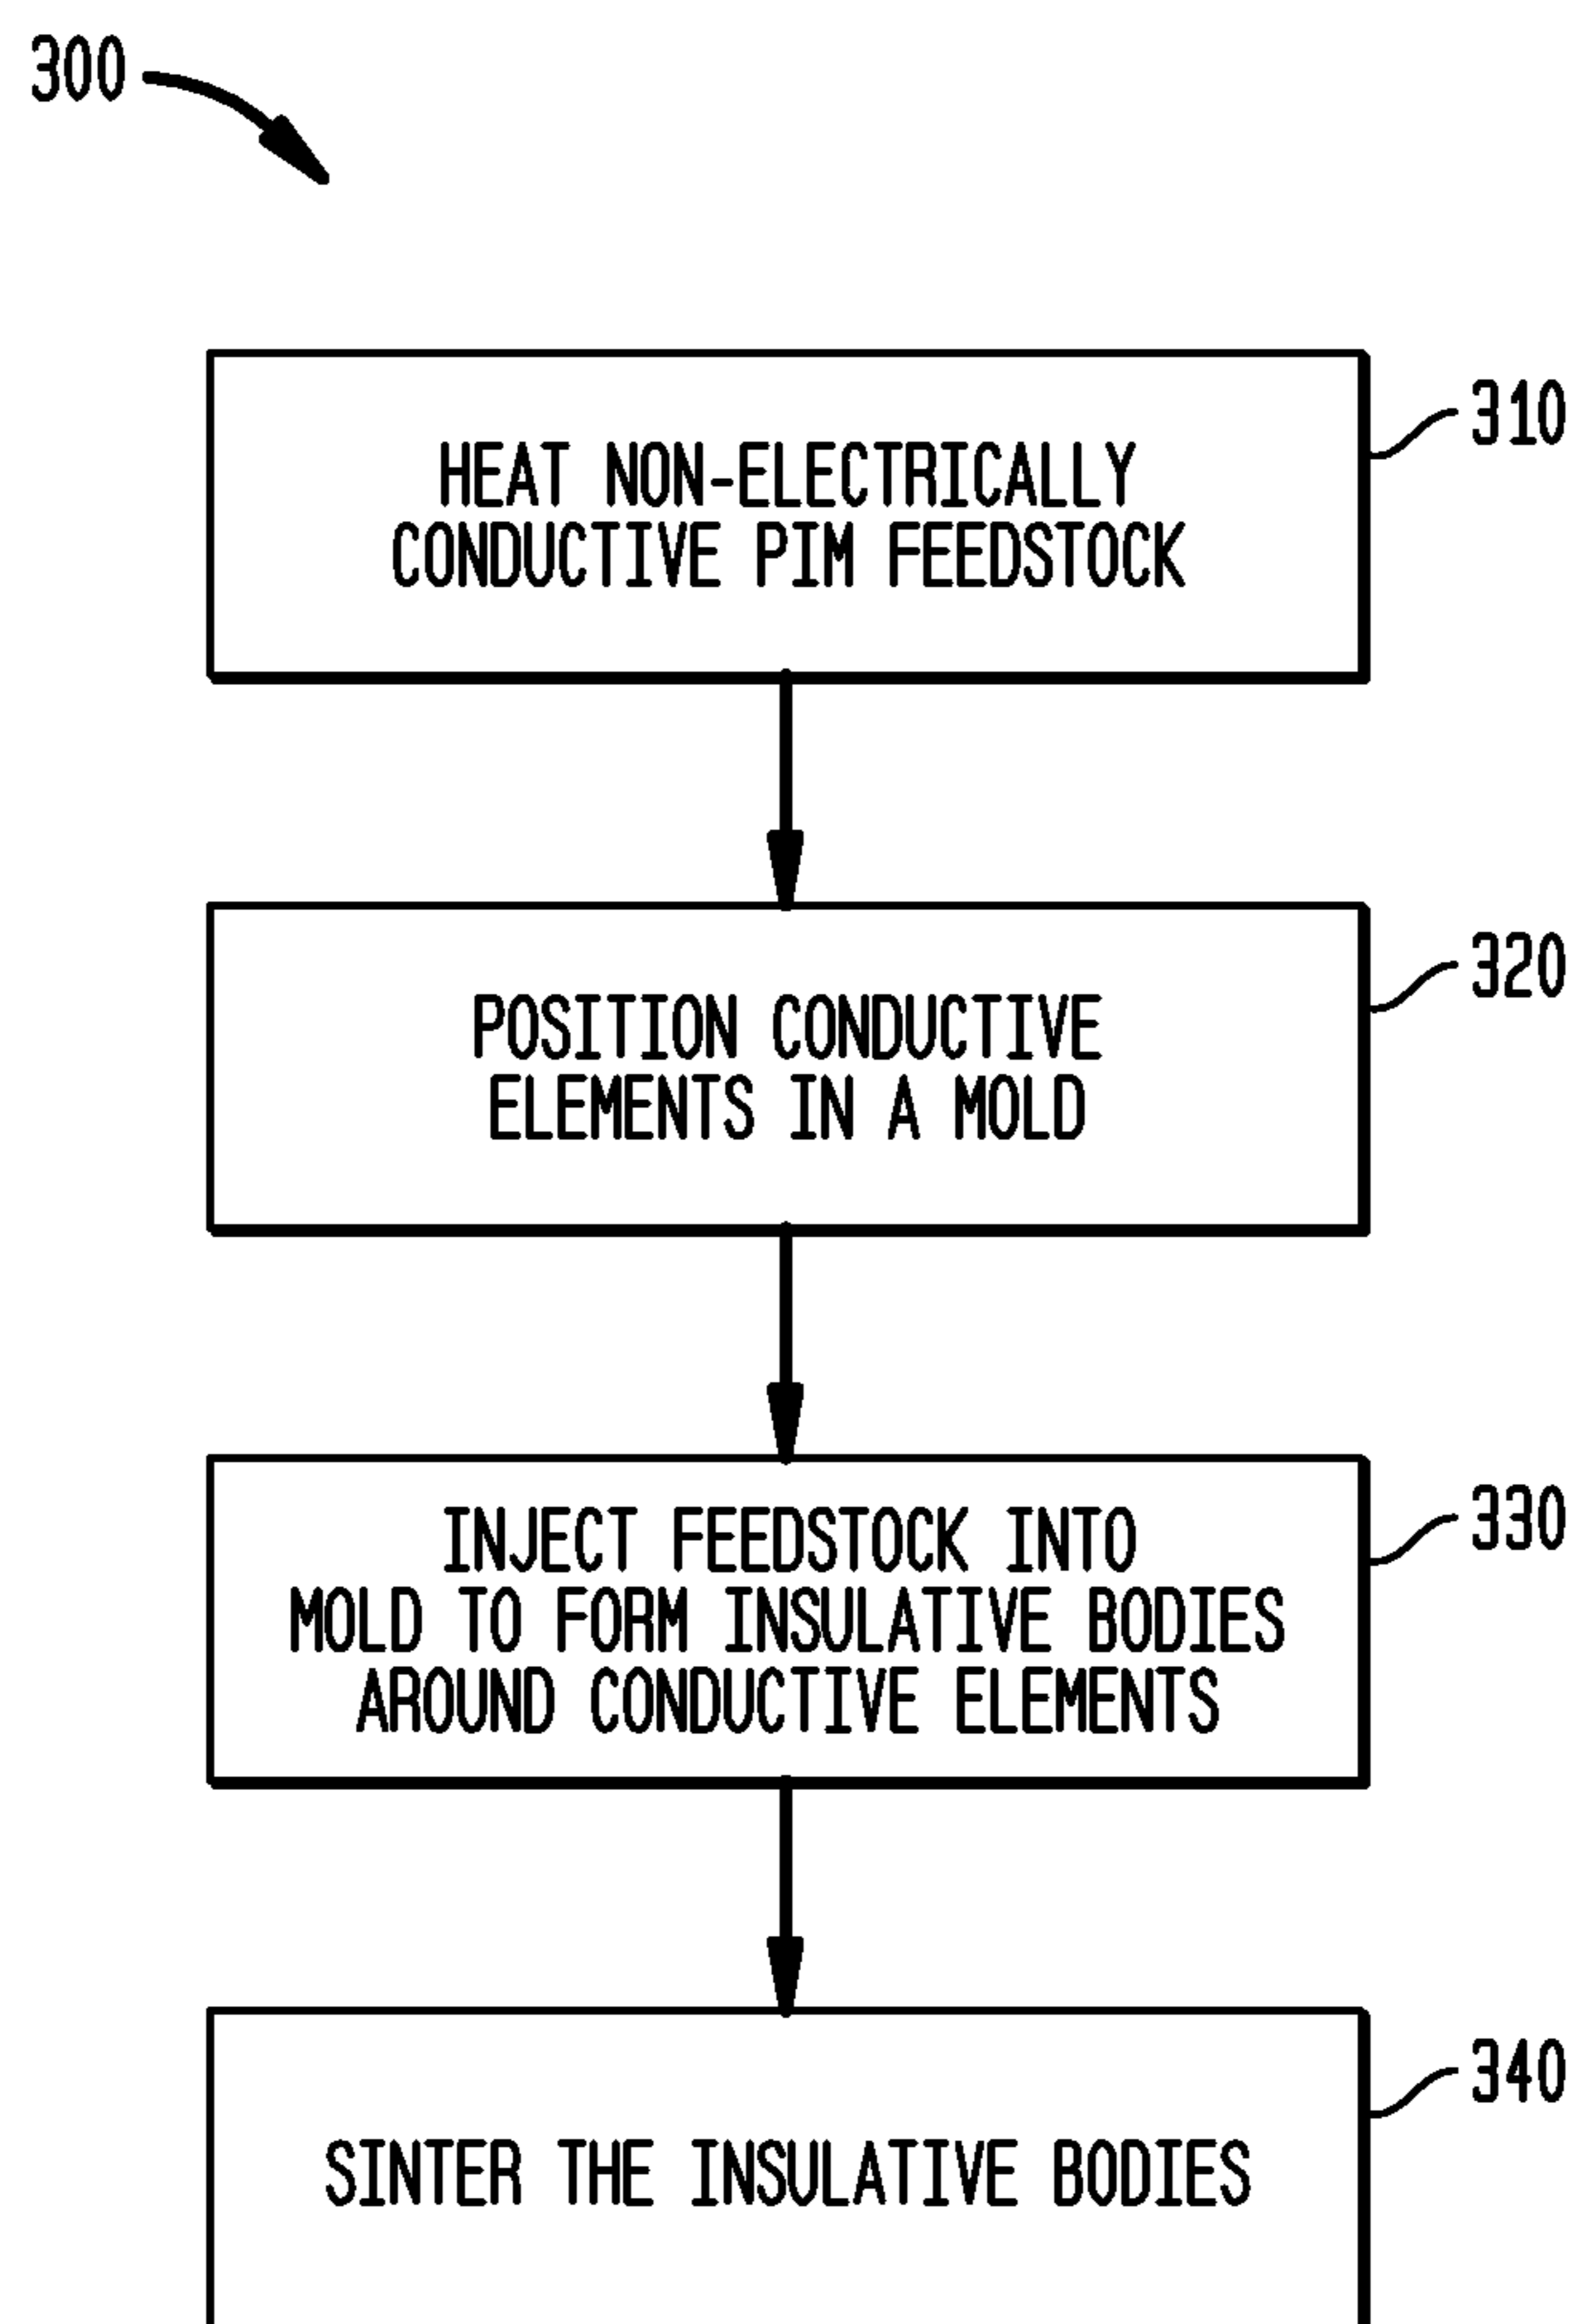 300
310
HEAT NON-ELECTRICALLY
CONDUCTIVE PIM FEEDSTOCK
320
POSITION CONDUCTIVE
ELEMENTS IN A MOLD
330
INJECT FEEDSTOCK INTO
MOLD TO FORM INSULATIVE BODIES
AROUND CONDUCTIVE ELEMENTS
340
SINTER THE INSULATIVE BODIES